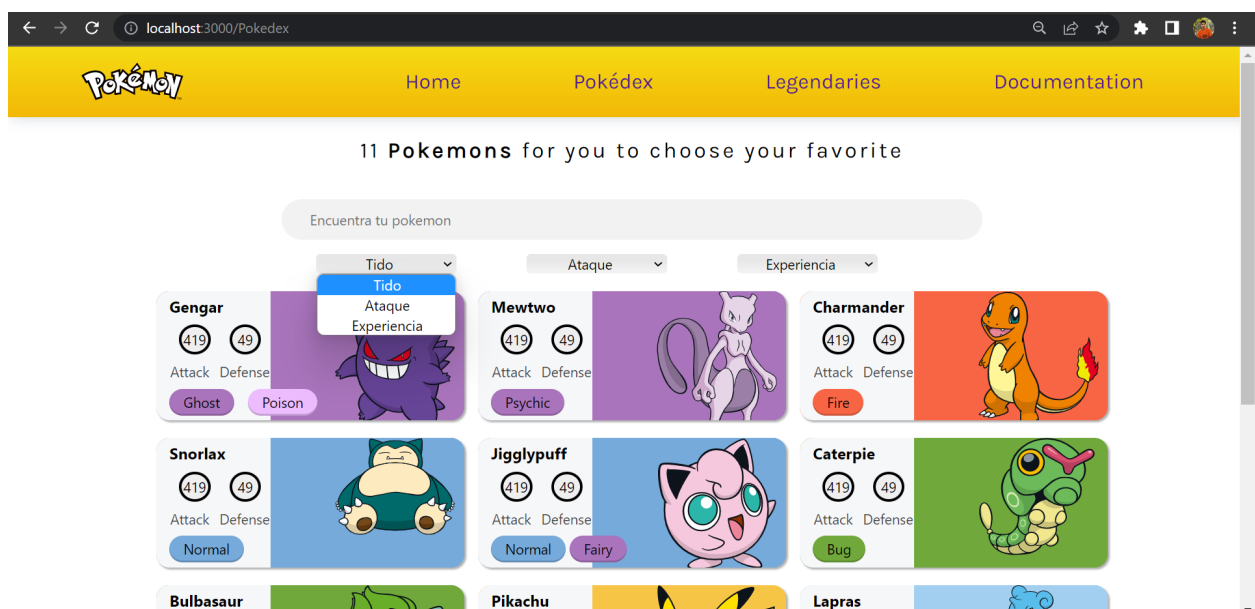 localhost:3000/Pokedex
POKéMON Home Pokédex Legendaries Documentation
11 Pokemons for you to choose your favorite
Encuentra tu pokemon
Tido Ataque Experiencia
Tido
Ataque
Experiencia
Gengar Mewtwo Charmander
419 49 419 49 419 49
Attack Defense Attack Defense Attack Defense
Ghost Poison Psychic Fire
Snorlax Jigglypuff Caterpie
419 49 419 49 419 49
Attack Defense Attack Defense Attack Defense
Normal Normal Fairy Bug
Bulbasaur Pikachu Lapras